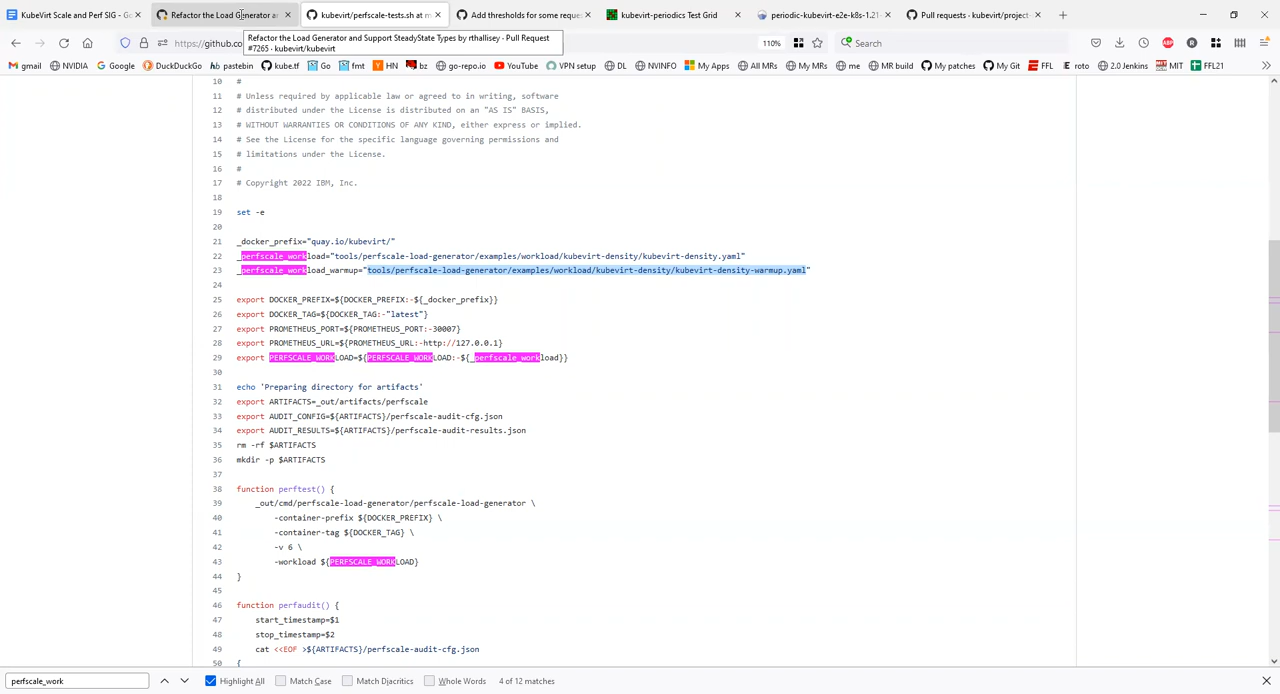 KubeVirt Scale and Perf SIG - Go
Refactor the Load Generator an
kubevirt/perfscale-tests.sh at m
Add thresholds for some reque
kubevirt-periodics Test Grid
periodic-kubevirt-e2e-k8s-1.21-
Pull requests · kubevirt/project-
https://github.co
Refactor the Load Generator and Support SteadyState Types by rthallisey · Pull Request
#7265 · kubevirt/kubevirt
110%
Search
gmail
NVIDIA
Google
DuckDuckGo
pastebin
kube.tf
Go
fmt
HN
bz
go-repo.io
YouTube
VPN setup
DL
NVINFO
My Apps
All MRs
My MRs
me
MR build
My patches
My Git
FFL
roto
2.0 Jenkins
MIT
FFL21
10 #
11 # Unless required by applicable law or agreed to in writing, software
12 # distributed under the License is distributed on an "AS IS" BASIS,
13 # WITHOUT WARRANTIES OR CONDITIONS OF ANY KIND, either express or implied.
14 # See the License for the specific language governing permissions and
15 # limitations under the License.
16 #
17 # Copyright 2022 IBM, Inc.
18
19 set -e
20
21 _docker_prefix="quay.io/kubevirt/"
22 _perfscale_workload="tools/perfscale-load-generator/examples/workload/kubevirt-density/kubevirt-density.yaml"
23 _perfscale_workload_warmup="tools/perfscale-load-generator/examples/workload/kubevirt-density/kubevirt-density-warmup.yaml"
24
25 export DOCKER_PREFIX=${DOCKER_PREFIX:-${_docker_prefix}}
26 export DOCKER_TAG=${DOCKER_TAG:-"latest"}
27 export PROMETHEUS_PORT=${PROMETHEUS_PORT:-30007}
28 export PROMETHEUS_URL=${PROMETHEUS_URL:-http://127.0.0.1}
29 export PERFSCALE_WORKLOAD=${PERFSCALE_WORKLOAD:-${_perfscale_workload}}
30
31 echo 'Preparing directory for artifacts'
32 export ARTIFACTS=_out/artifacts/perfscale
33 export AUDIT_CONFIG=${ARTIFACTS}/perfscale-audit-cfg.json
34 export AUDIT_RESULTS=${ARTIFACTS}/perfscale-audit-results.json
35 rm -rf $ARTIFACTS
36 mkdir -p $ARTIFACTS
37
38 function perftest() {
39 _out/cmd/perfscale-load-generator/perfscale-load-generator \
40 -container-prefix ${DOCKER_PREFIX} \
41 -container-tag ${DOCKER_TAG} \
42 -v 6 \
43 -workload ${PERFSCALE_WORKLOAD}
44 }
45
46 function perfaudit() {
47 start_timestamp=$1
48 stop_timestamp=$2
49 cat <<EOF >${ARTIFACTS}/perfscale-audit-cfg.json
50 {
perfscale_work
Highlight All
Match Case
Match Diacritics
Whole Words
4 of 12 matches